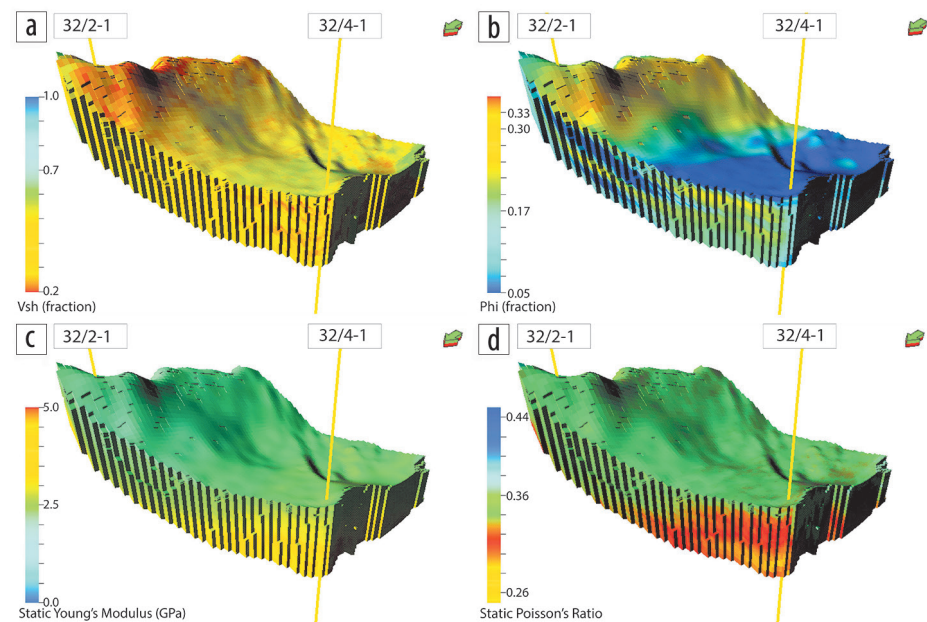 a
32/2-1
32/4-1
1.0
0.7
0.2
Vsh (fraction)
b
32/2-1
32/4-1
0.33
0.30
0.17
0.05
Phi (fraction)
c
32/2-1
32/4-1
5.0
2.5
0.0
Static Young's Modulus (GPa)
d
32/2-1
32/4-1
0.44
0.36
0.26
Static Poisson's Ratio